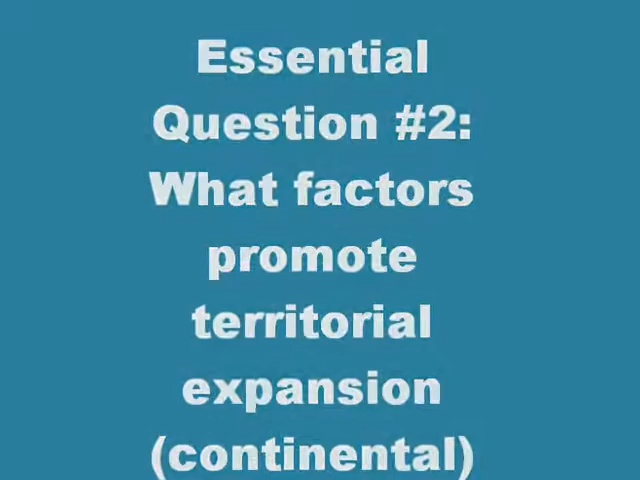 Essential
Question #2:
What factors
promote
territorial
expansion
(continental)